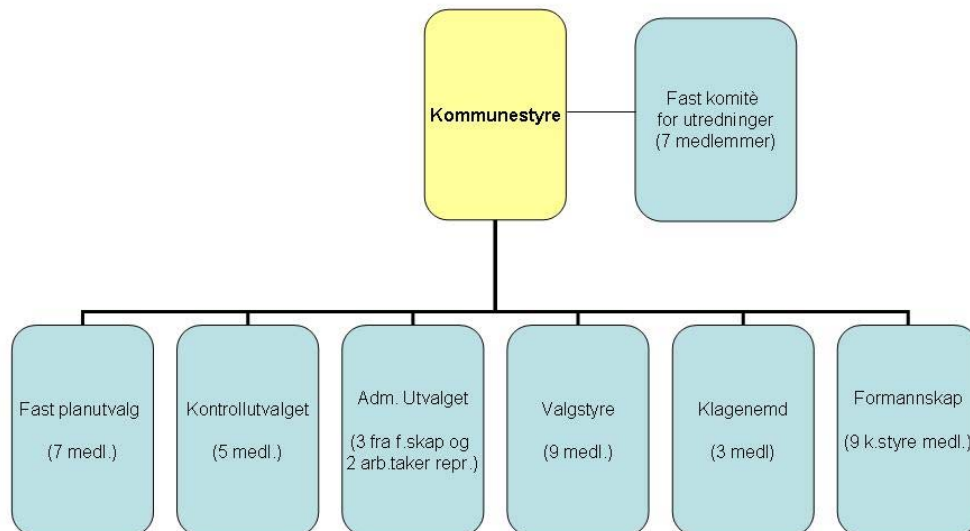 Kommunestyre
Fast komitè
for utredninger
(7 medlemmer)
Fast planutvalg
(7 medl.)
Kontrollutvalget
(5 medl.)
Adm. Utvalget
(3 fra f.skap og
2 arb.taker repr.)
Valgstyre
(9 medl.)
Klagenemd
(3 medl)
Formannskap
(9 k.styre medl.)